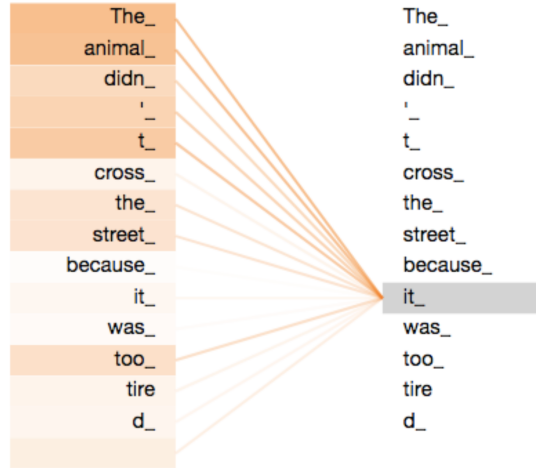 The_ The_
animal_ animal_
didn_ didn_
'_ '_
t_ t_
cross_ cross_
the_ the_
street_ street_
because_ because_
it_ it_
was_ was_
too_ too_
tire tire
d_ d_